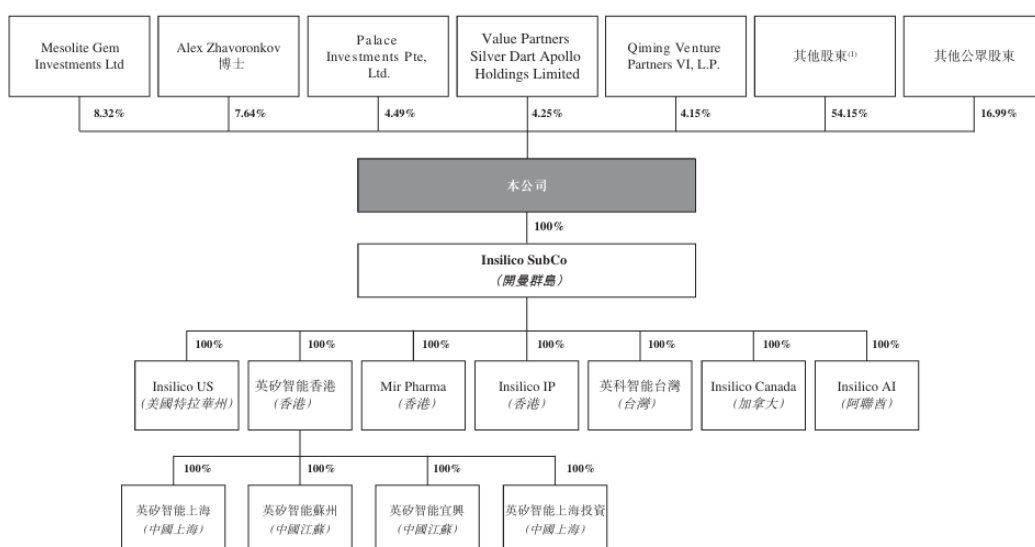 Mesolite Gem
Investments Ltd
Alex Zhavoronkov
博士
Palace
Investments Pte,
Ltd.
Value Partners
Silver Dart Apollo
Holdings Limited
Qiming Venture
Partners VI, L.P.
其他股東(1)
其他公眾股東
8.32%
7.64%
4.49%
4.25%
4.15%
54.15%
16.99%
本公司
100%
Insilico SubCo
(開曼群島)
100%
100%
100%
100%
100%
100%
100%
Insilico US
(美國特拉華州)
英矽智能香港
(香港)
Mir Pharma
(香港)
Insilico IP
(香港)
英科智能台灣
(台灣)
Insilico Canada
(加拿大)
Insilico AI
(阿聯酋)
100%
100%
100%
100%
英矽智能上海
(中國上海)
英矽智能蘇州
(中國江蘇)
英矽智能宜興
(中國江蘇)
英矽智能上海投資
(中國上海)